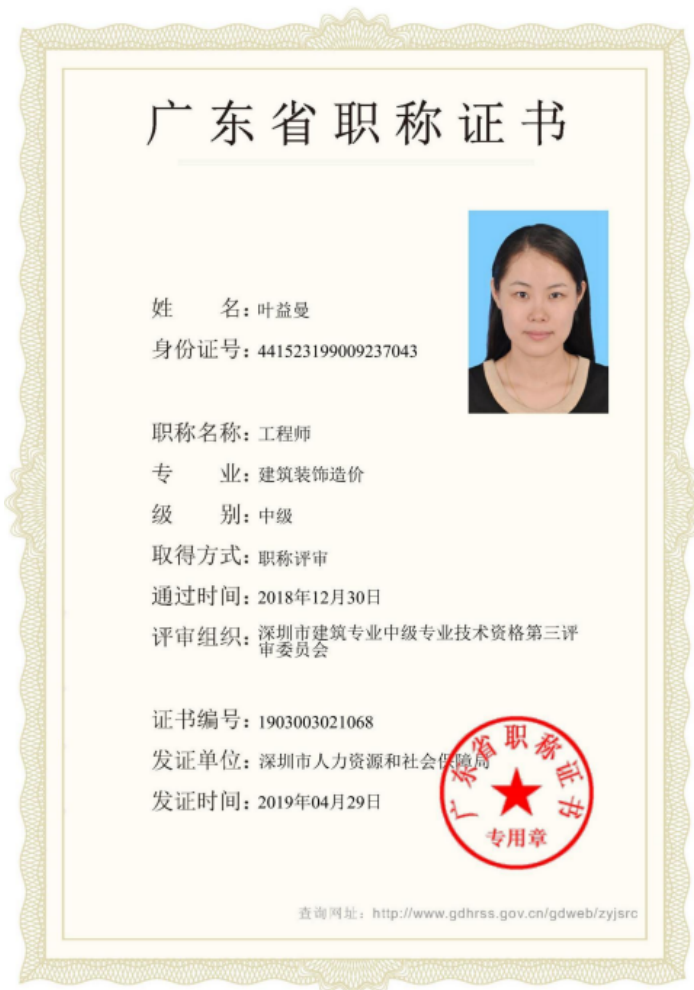 广东省职称证书
姓　　名：叶益曼
身份证号：441523199009237043
职称名称：工程师
专　　业：建筑装饰造价
级　　别：中级
取得方式：职称评审
通过时间：2018年12月30日
评审组织：深圳市建筑专业中级专业技术资格第三评
审委员会
证书编号：1903003021068
发证单位：深圳市人力资源和社会保障局
发证时间：2019年04月29日
广东省职称证书
专用章
查询网址：http://www.gdhrss.gov.cn/gdweb/zyjsrc